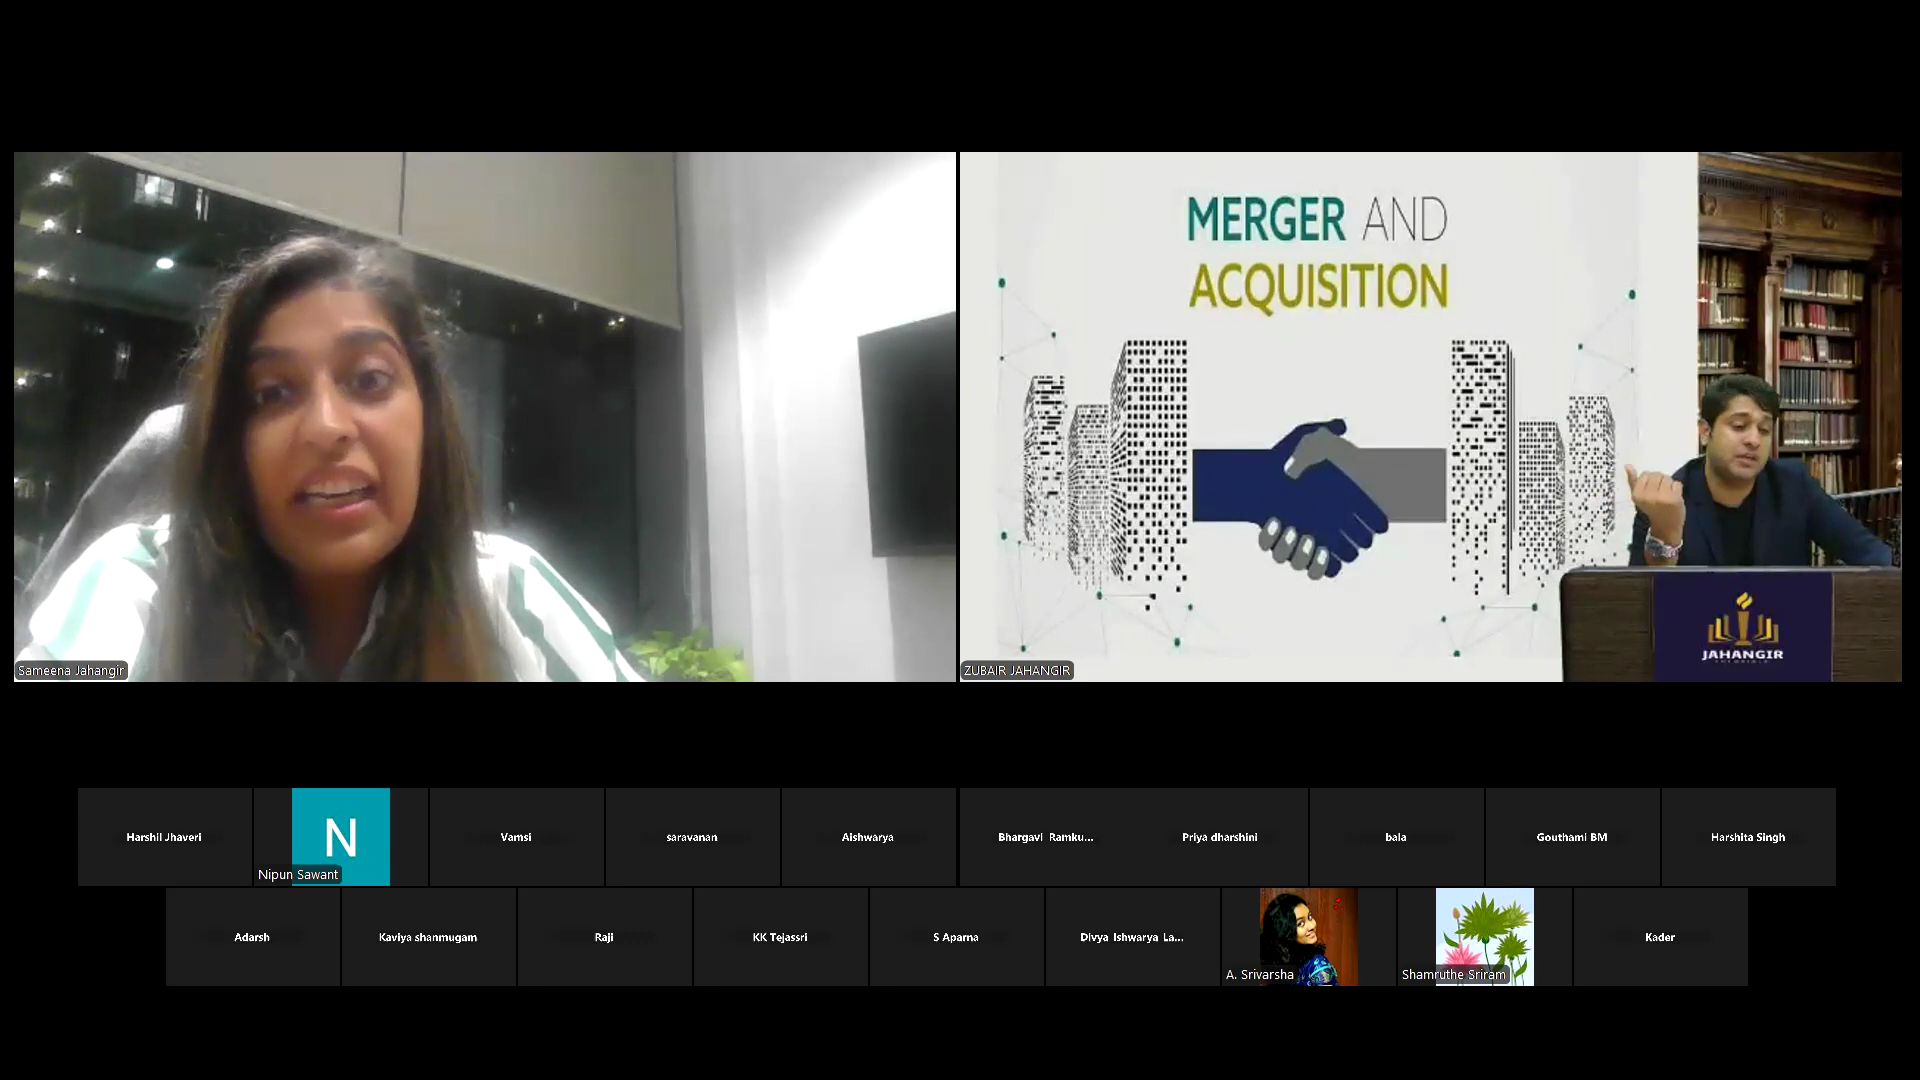 MERGER AND
ACQUISITION
JAHANGIR
Sameena Jahangir
ZUBAIR JAHANGIR
Harshil Jhaveri
N
Nipun Sawant
Vamsi
saravanan
Aishwarya
Bhargavi Ramku...
Priya dharshini
bala
Gouthami BM
Harshita Singh
Adarsh
Kaviya shanmugam
Raji
KK Tejassri
S Aparna
Divya Ishwarya La...
A. Srivarsha
Shamruthe Sriram
Kader